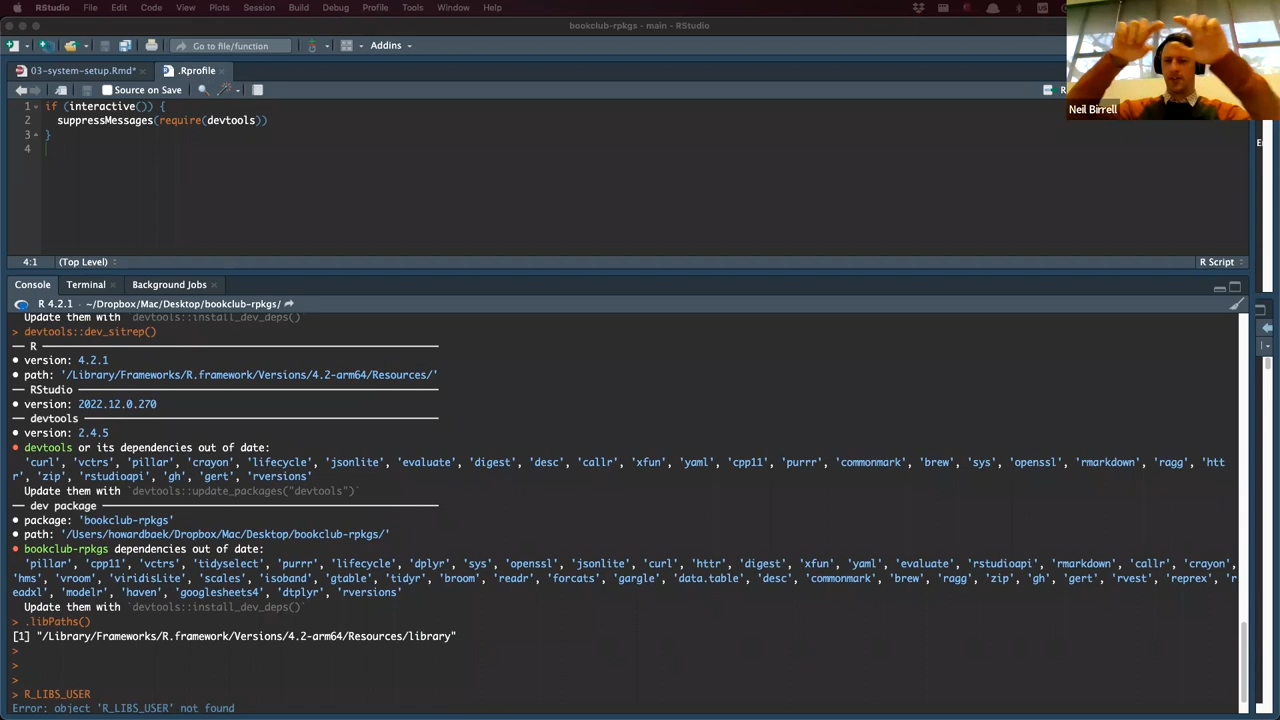 RStudio File Edit Code View Plots Session Build Debug Profile Tools Window Help
bookclub-rpkgs - main - RStudio
Go to file/function Addins
03-system-setup.Rmd* .Rprofile
Source on Save
1 if (interactive()) {
2 suppressMessages(require(devtools))
3 }
4
Neil Birrell
4:1 (Top Level) R Script
Console Terminal Background Jobs
R 4.2.1 · ~/Dropbox/Mac/Desktop/bookclub-rpkgs/
Update them with `devtools::install_dev_deps()`
> devtools::dev_sitrep()
── R ──
• version: 4.2.1
• path: '/Library/Frameworks/R.framework/Versions/4.2-arm64/Resources/'
── RStudio ──
• version: 2022.12.0.270
── devtools ──
• version: 2.4.5
• devtools or its dependencies out of date:
'curl', 'vctrs', 'pillar', 'crayon', 'lifecycle', 'jsonlite', 'evaluate', 'digest', 'desc', 'callr', 'xfun', 'yaml', 'cpp11', 'purrr', 'commonmark', 'brew', 'sys', 'openssl', 'rmarkdown', 'ragg', 'htt
r', 'zip', 'rstudioapi', 'gh', 'gert', 'rversions
Update them with `devtools::update_packages("devtools")`
── dev package ──
• package: 'bookclub-rpkgs'
• path: '/Users/howardbaek/Dropbox/Mac/Desktop/bookclub-rpkgs/'
• bookclub-rpkgs dependencies out of date:
'pillar', 'cpp11', 'vctrs', 'tidyselect', 'purrr', 'lifecycle', 'dplyr', 'sys', 'openssl', 'jsonlite', 'curl', 'httr', 'digest', 'xfun', 'yaml', 'evaluate', 'rstudioapi', 'rmarkdown', 'callr', 'crayon',
'hms', 'vroom', 'viridisLite', 'scales', 'isoband', 'gtable', 'tidyr', 'broom', 'readr', 'forcats', 'gargle', 'data.table', 'desc', 'commonmark', 'brew', 'ragg', 'zip', 'gh', 'gert', 'rvest', 'reprex', 'r
eadxl', 'modelr', 'haven', 'googlesheets4', 'dtplyr', 'rversions'
Update them with `devtools::install_dev_deps()`
> .libPaths()
[1] "/Library/Frameworks/R.framework/Versions/4.2-arm64/Resources/library"
>
>
>
> R_LIBS_USER
Error: object 'R_LIBS_USER' not found